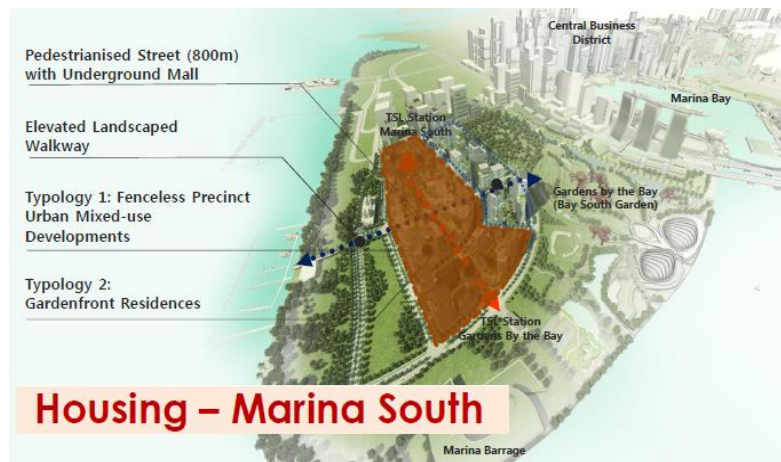 Pedestrianised Street (800m)
with Underground Mall
Elevated Landscaped
Walkway
Typology 1: Fenceless Precinct
Urban Mixed-use
Developments
Typology 2:
Gardenfront Residences
Central Business
District
Marina Bay
TSL Station
Marina South
Gardens by the Bay
(Bay South Garden)
TSL Station
Gardens By the Bay
Housing – Marina South
Marina Barrage